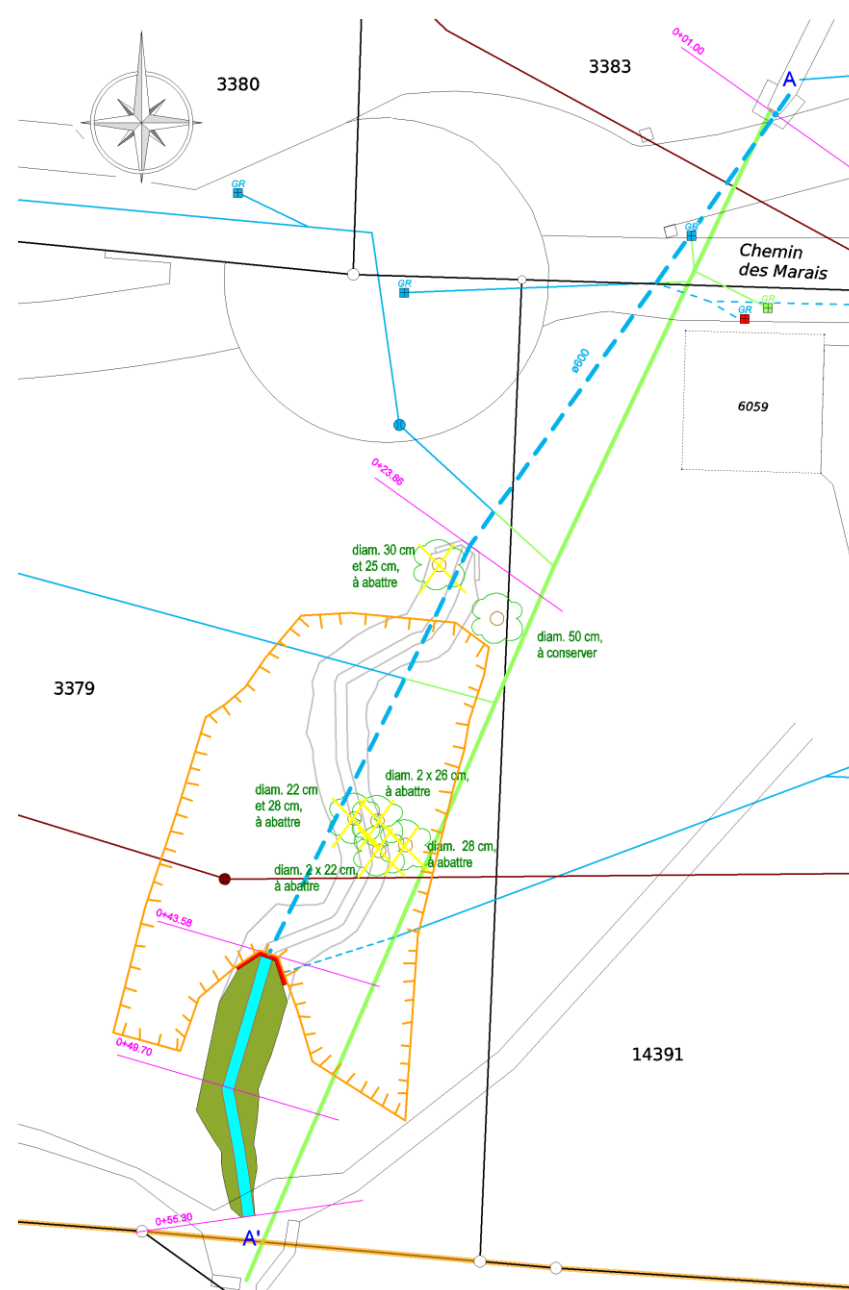 0+01.00
A
3380
3383
GR
GR
Chemin
des Marais
GR
GR
ø600
6059
0+23.86
diam. 30 cm
et 25 cm,
à abattre
diam. 50 cm,
à conserver
3379
diam. 2 x 26 cm,
à abattre
diam. 22 cm
et 28 cm,
à abattre
diam. 28 cm,
à abattre
diam. 2 x 22 cm,
à abattre
0+43.58
0+49.70
14391
0+55.30
A'
GR